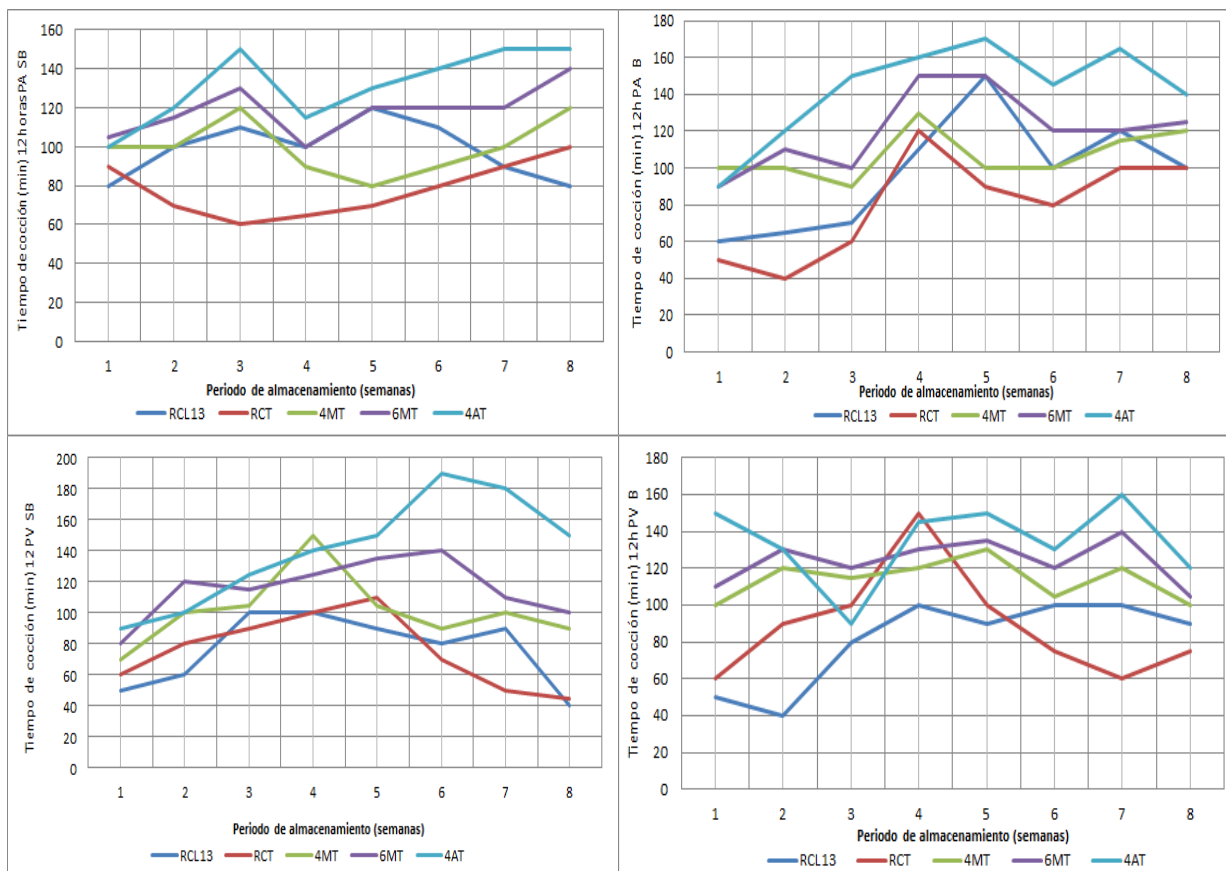 Tiempo de cocción (min) 12 horas PA SB
160
140
120
100
80
60
40
20
0
1 2 3 4 5 6 7 8
Periodo de almacenamiento (semanas)
RCL13 RCT 4MT 6MT 4AT
Tiempo de cocción (min) 12h PA B
180
160
140
120
100
80
60
40
20
0
1 2 3 4 5 6 7 8
Periodo de almacenamiento (semanas)
RCL13 RCT 4MT 6MT 4AT
Tiempo de cocción (min) 12 PV SB
200
180
160
140
120
100
80
60
40
20
0
1 2 3 4 5 6 7 8
Periodo de almacenamiento (semanas)
RCL13 RCT 4MT 6MT 4AT
Tiempo de cocción (min) 12h PV B
180
160
140
120
100
80
60
40
20
0
1 2 3 4 5 6 7 8
Periodo de almacenamiento (semanas)
RCL13 RCT 4MT 6MT 4AT